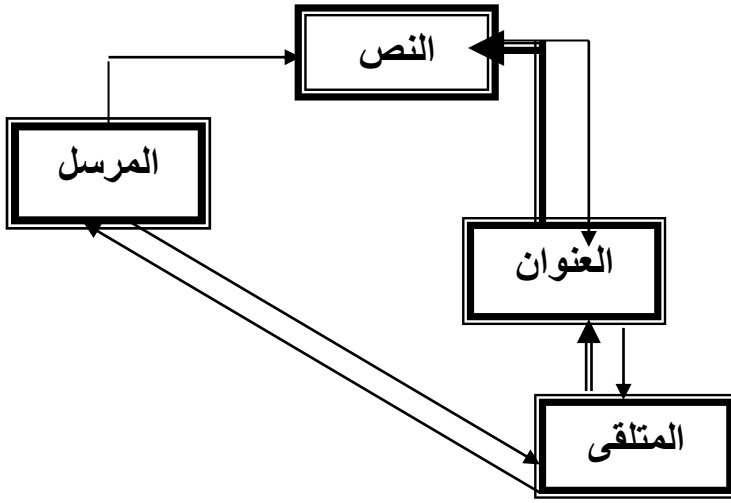 النص
المرسل
العنوان
المتلقى